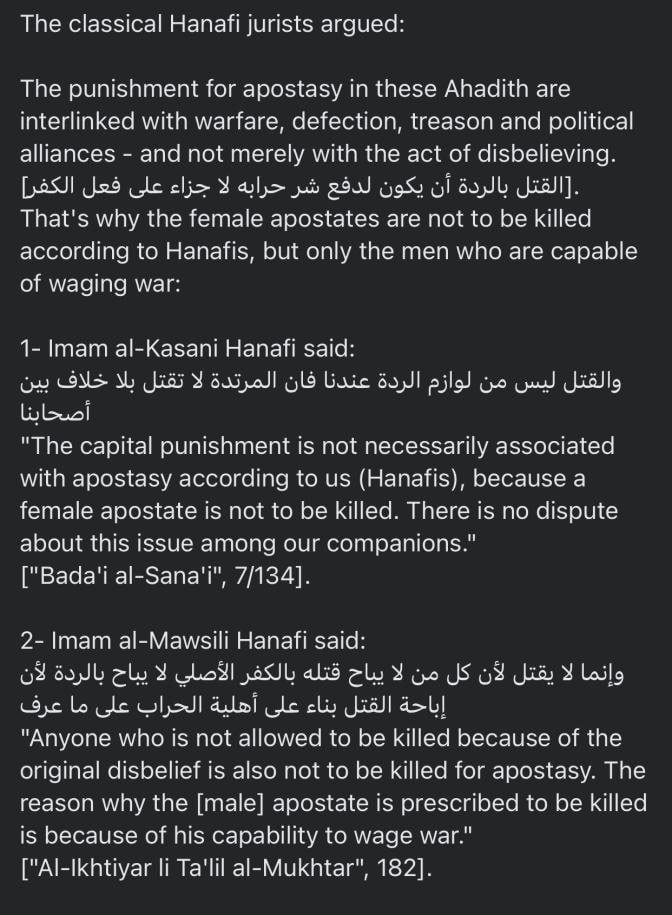 The classical Hanafi jurists argued:
The punishment for apostasy in these Ahadith are
interlinked with warfare, defection, treason and political
alliances - and not merely with the act of disbelieving.
[القتل بالردة أن يكون لدفع شر حرابه لا جزاء على فعل الكفر].
That's why the female apostates are not to be killed
according to Hanafis, but only the men who are capable
of waging war:
1- Imam al-Kasani Hanafi said:
والقتل ليس من لوازم الردة عندنا فان المرتدة لا تقتل بلا خلاف بين
أصحابنا
"The capital punishment is not necessarily associated
with apostasy according to us (Hanafis), because a
female apostate is not to be killed. There is no dispute
about this issue among our companions."
["Bada'i al-Sana'i", 7/134].
2- Imam al-Mawsili Hanafi said:
وإنما لا يقتل لأن كل من لا يباح قتله بالكفر الأصلي لا يباح بالردة لأن
إباحة القتل بناء على أهلية الحراب على ما عرف
"Anyone who is not allowed to be killed because of the
original disbelief is also not to be killed for apostasy. The
reason why the [male] apostate is prescribed to be killed
is because of his capability to wage war."
["Al-Ikhtiyar li Ta'lil al-Mukhtar", 182].